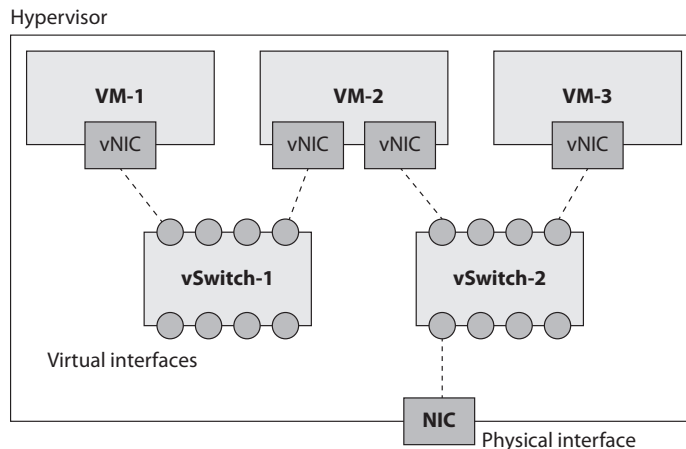 Hypervisor
VM-1
VM-2
VM-3
vNIC
vNIC
vNIC
vNIC
vSwitch-1
vSwitch-2
Virtual interfaces
NIC
Physical interface